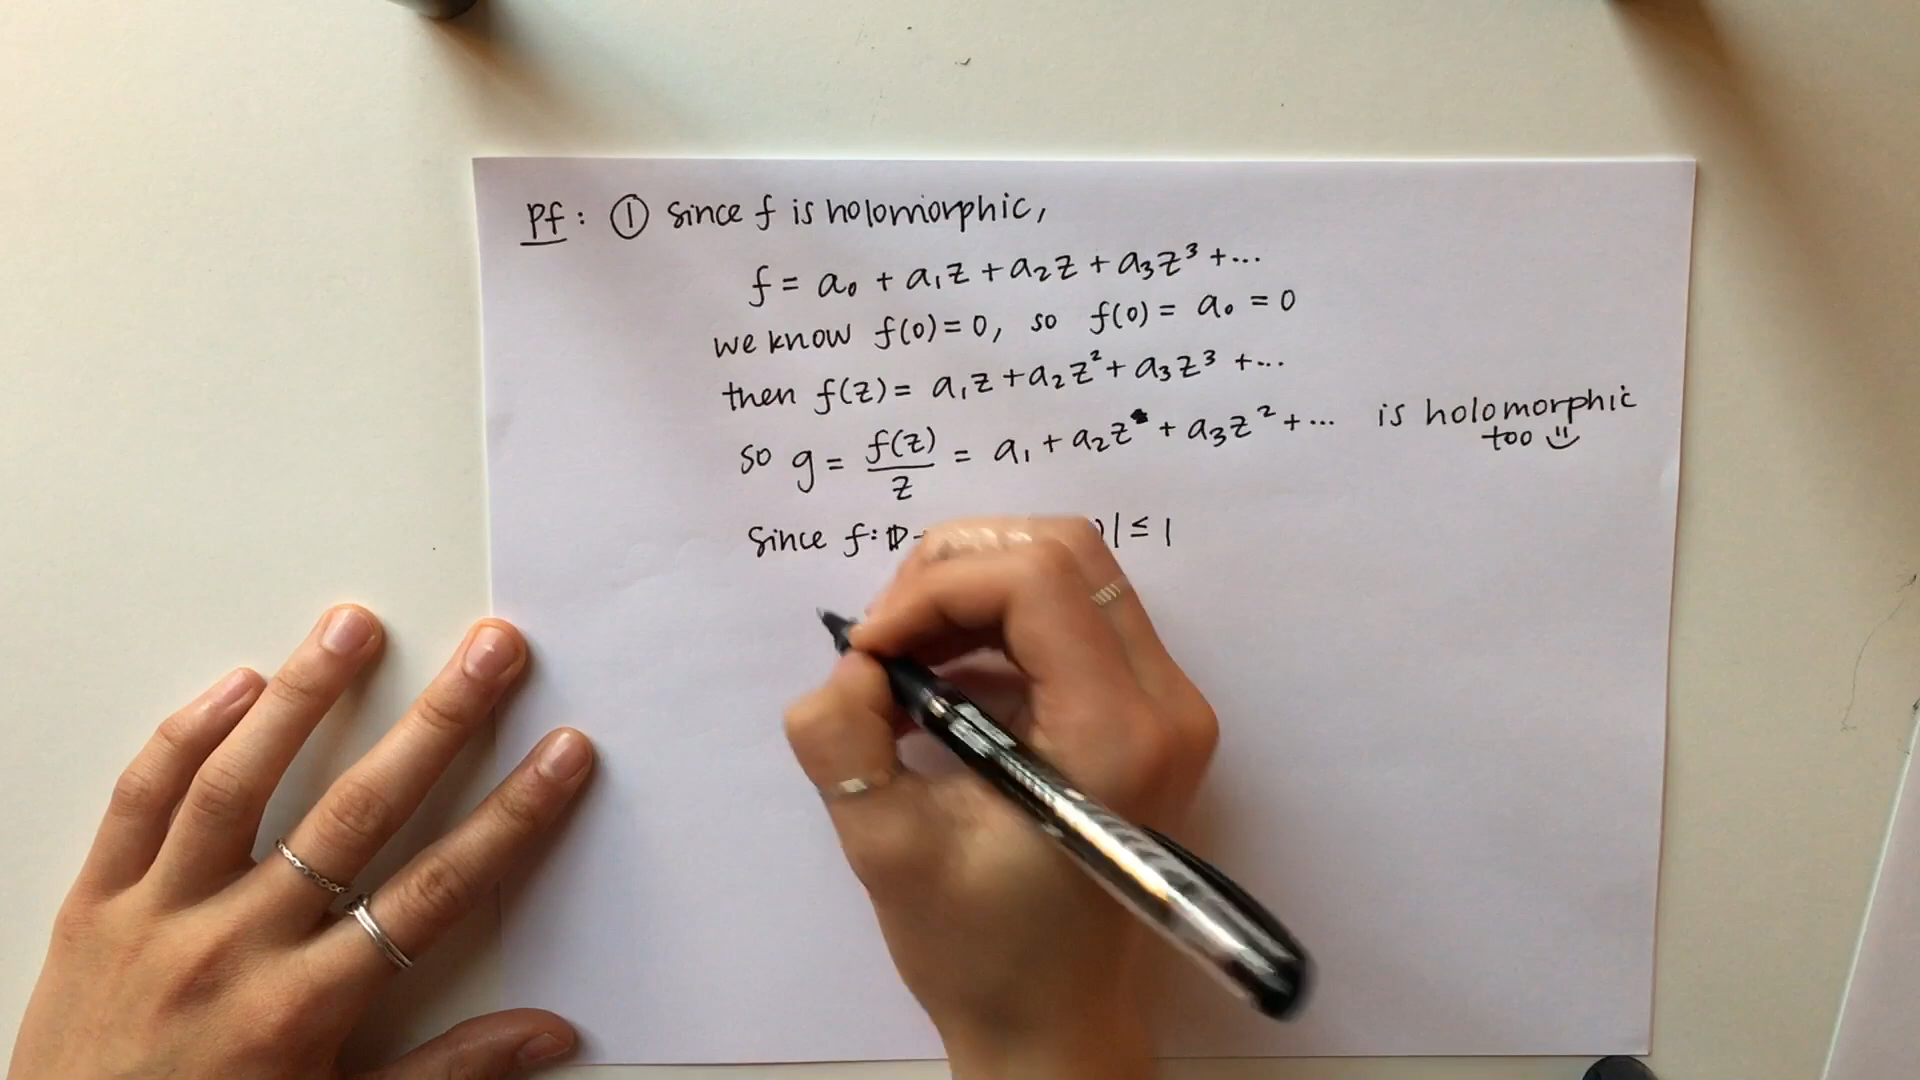 Pf: ① Since f is holomorphic,
f = a₀ + a₁z + a₂z + a₃z³ + ...
we know f(0) = 0, so f(0) = a₀ = 0
then f(z) = a₁z + a₂z² + a₃z³ + ...
so g = f(z)/z = a₁ + a₂z + a₃z² + ... is holomorphic
too
Since f: 𝔻 )| ≤ 1